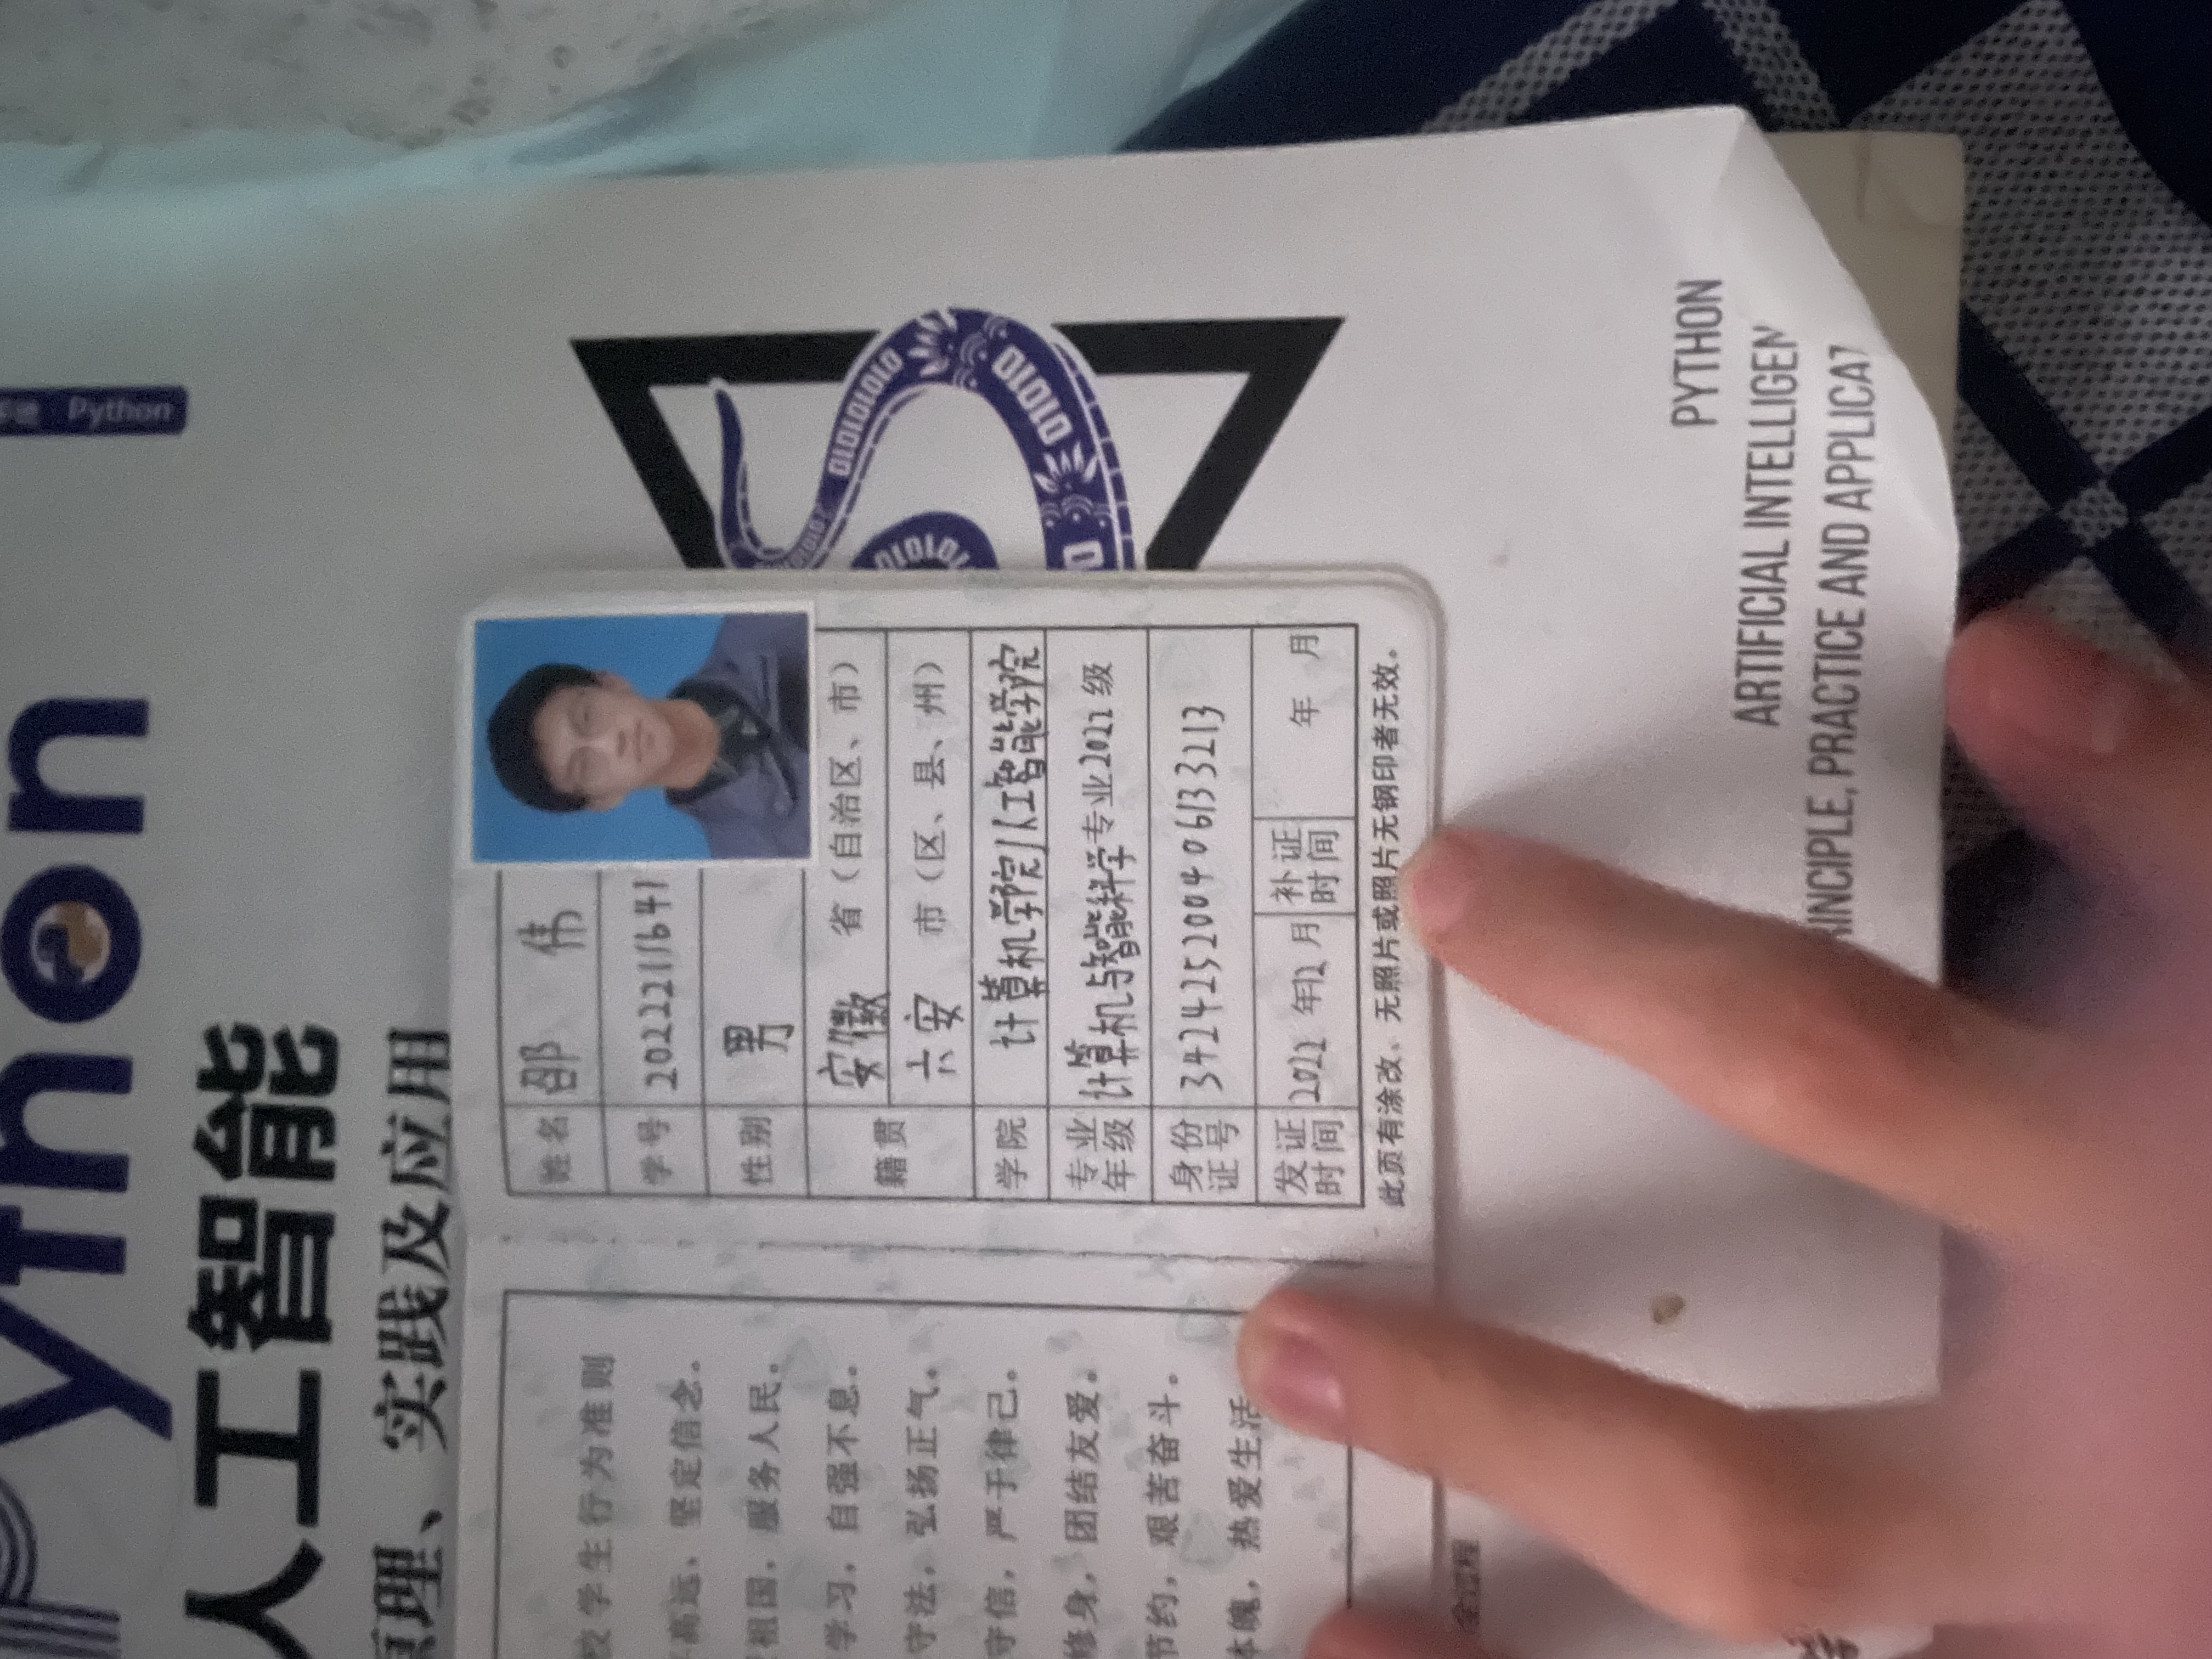 Python
Python
人工智能
原理、实践及应用
校学生行为准则
高远，坚定信念。
祖国，服务人民。
学习，自强不息。
守法，弘扬正气。
守信，严于律己。
修身，团结友爱。
节约，艰苦奋斗。
体魄，热爱生活
姓名 邵 伟
学号 2022211641
性别 男
籍贯 安徽 省（自治区、市）
六安 市（区、县、州）
学院 计算机学院/人工智能学院
专业年级 计算机与智能科学专业2022级
身份证号 342425200406133213
发证时间 2022 年12 月 补证时间 年 月
此页有涂改、无照片或照片无钢印者无效。
全过程
01010101010
01010
PYTHON
ARTIFICIAL INTELLIGEN
RINCIPLE, PRACTICE AND APPLICAT